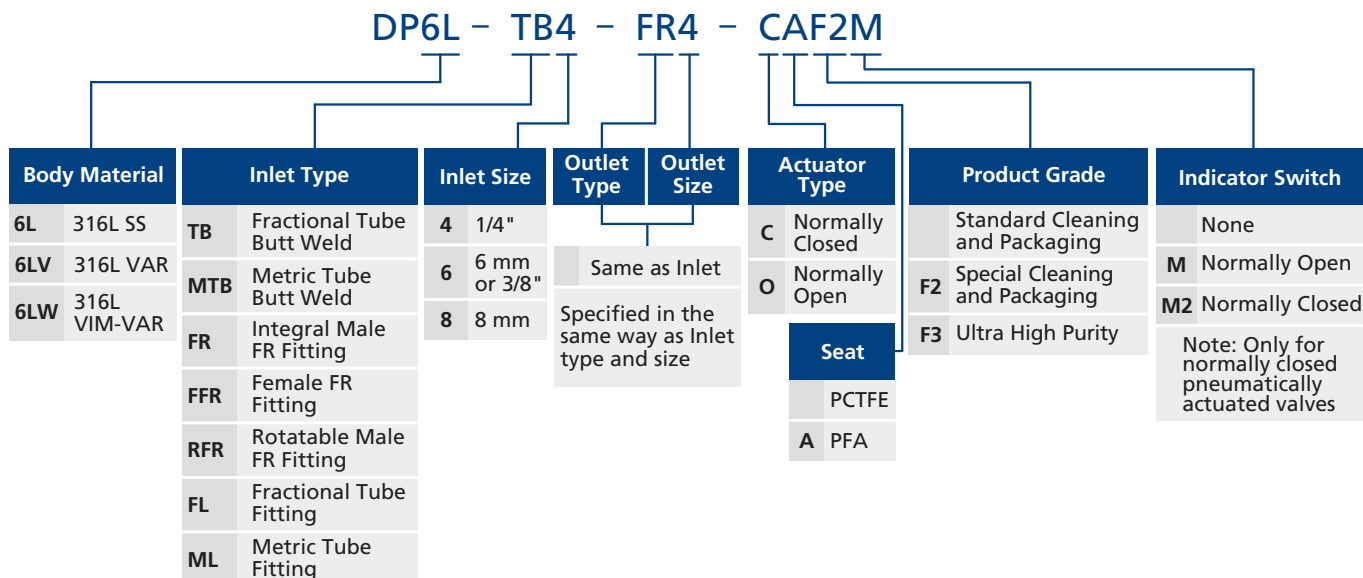 DP6L – TB4 – FR4 - CAF2M
Body Material
6L 316L SS
6LV 316L VAR
6LW 316L
VIM-VAR
Inlet Type
TB Fractional Tube
Butt Weld
MTB Metric Tube
Butt Weld
FR Integral Male
FR Fitting
FFR Female FR
Fitting
RFR Rotatable Male
FR Fitting
FL Fractional Tube
Fitting
ML Metric Tube
Fitting
Inlet Size
4 1/4"
6 6 mm
or 3/8"
8 8 mm
Outlet
Type
Outlet
Size
Same as Inlet
Specified in the
same way as Inlet
type and size
Actuator
Type
C Normally
Closed
O Normally
Open
Seat
PCTFE
A PFA
Product Grade
Standard Cleaning
and Packaging
F2 Special Cleaning
and Packaging
F3 Ultra High Purity
Indicator Switch
None
M Normally Open
M2 Normally Closed
Note: Only for
normally closed
pneumatically
actuated valves